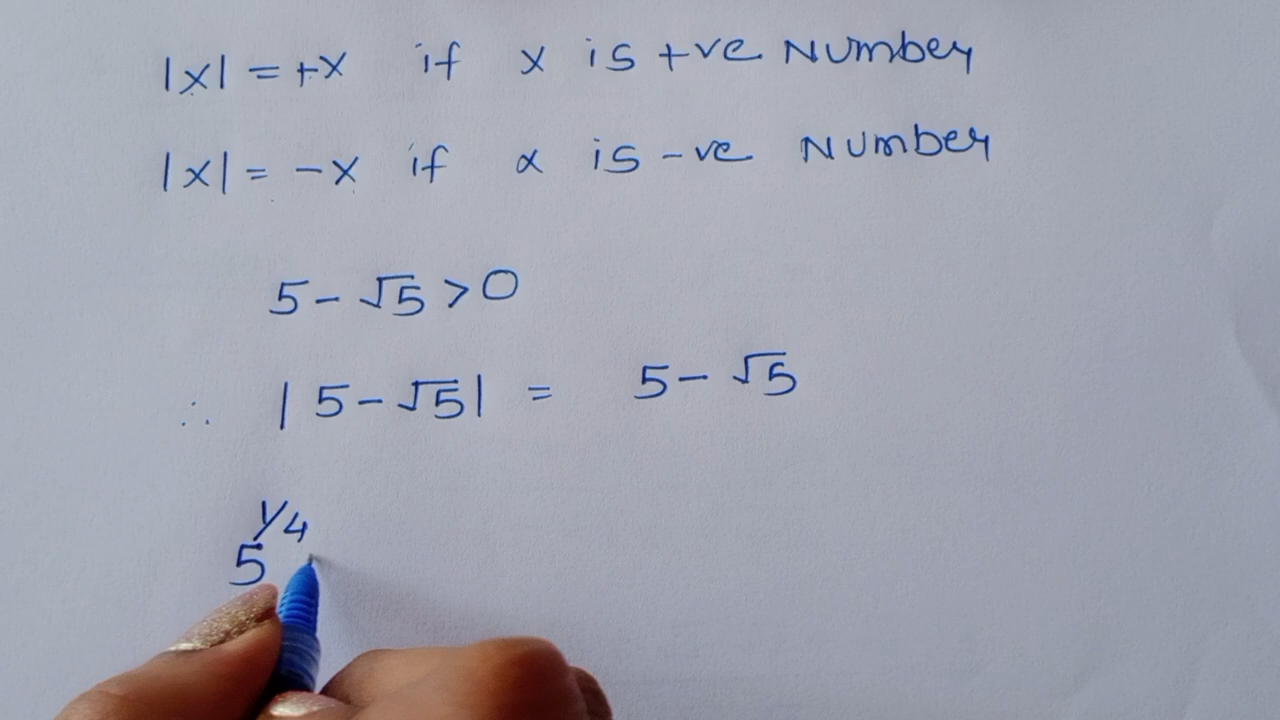 |x| = +x if x is +ve Number
|x| = -x if x is -ve Number
5 - √5 > 0
∴ |5 - √5| = 5 - √5
5^1/4